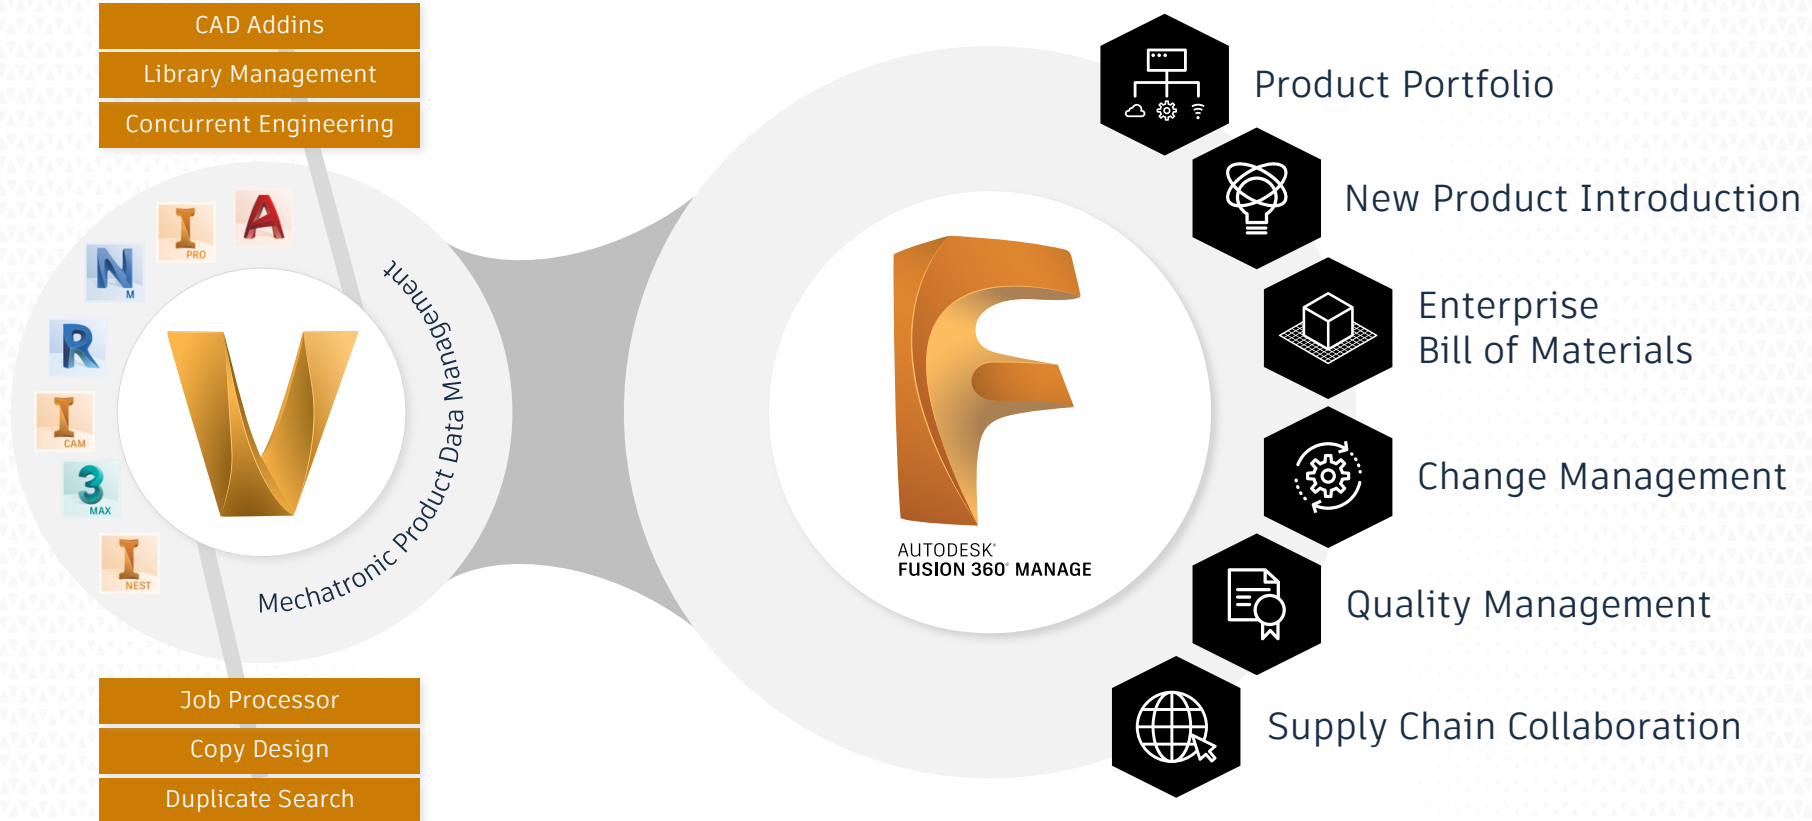 CAD Addins
Library Management
Concurrent Engineering
A
I
PRO
N
M
R
I
CAM
3
MAX
I
NEST
V
Mechatronic Product Data Management
Job Processor
Copy Design
Duplicate Search
F
AUTODESK®
FUSION 360® MANAGE
Product Portfolio
New Product Introduction
Enterprise
Bill of Materials
Change Management
Quality Management
Supply Chain Collaboration